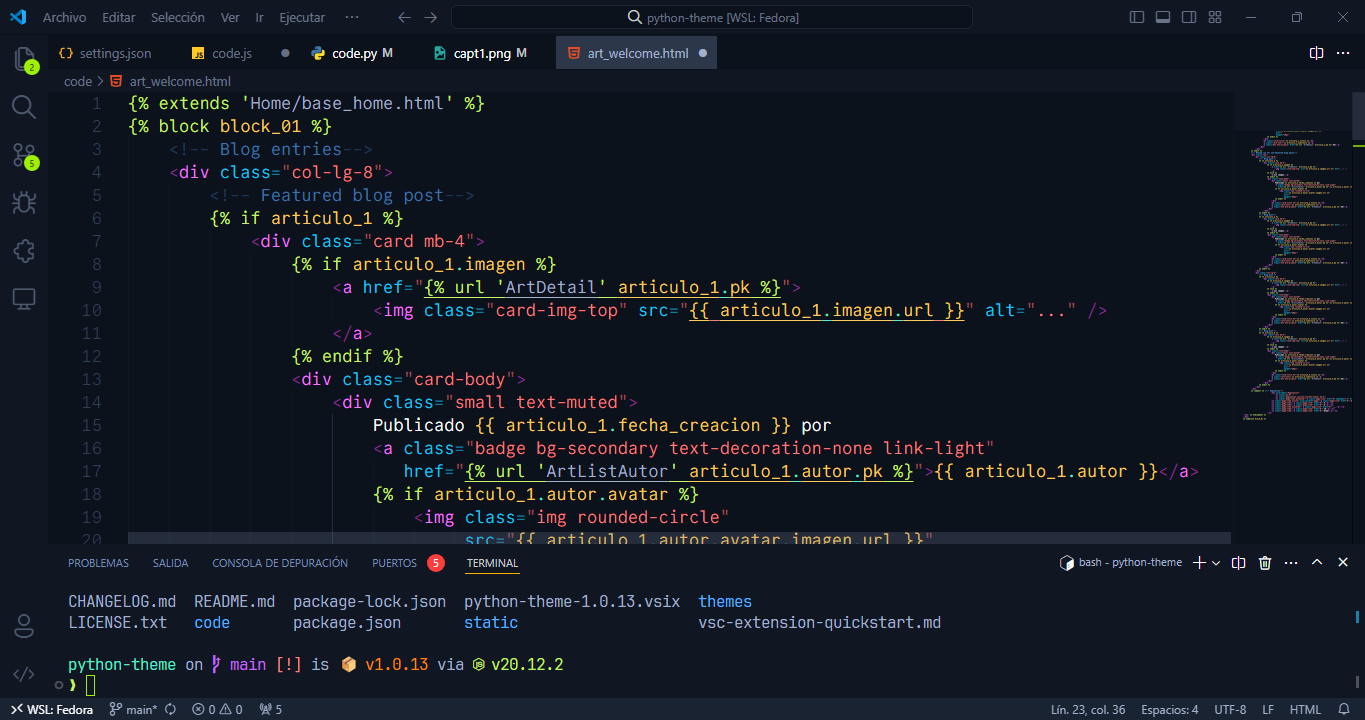 Archivo Editar Selección Ver Ir Ejecutar ··· python-theme [WSL: Fedora]
settings.json JS code.js code.py M capt1.png M art_welcome.html
2
code > art_welcome.html
1 {% extends 'Home/base_home.html' %}
2 {% block block_01 %}
3 <!-- Blog entries-->
4 <div class="col-lg-8">
5 <!-- Featured blog post-->
6 {% if articulo_1 %}
7 <div class="card mb-4">
8 {% if articulo_1.imagen %}
9 <a href="{% url 'ArtDetail' articulo_1.pk %}">
10 <img class="card-img-top" src="{{ articulo_1.imagen.url }}" alt="..." />
11 </a>
12 {% endif %}
13 <div class="card-body">
14 <div class="small text-muted">
15 Publicado {{ articulo_1.fecha_creacion }} por
16 <a class="badge bg-secondary text-decoration-none link-light"
17 href="{% url 'ArtListAutor' articulo_1.autor.pk %}">{{ articulo_1.autor }}</a>
18 {% if articulo_1.autor.avatar %}
19 <img class="img rounded-circle"
20 src="{{ articulo_1.autor.avatar.imagen.url }}"
5
PROBLEMAS SALIDA CONSOLA DE DEPURACIÓN PUERTOS 5 TERMINAL bash - python-theme
CHANGELOG.md README.md package-lock.json python-theme-1.0.13.vsix themes
LICENSE.txt code package.json static vsc-extension-quickstart.md
python-theme on main [!] is 📦 v1.0.13 via v20.12.2
❯
WSL: Fedora main* 0 0 5 Lín. 23, col. 36 Espacios: 4 UTF-8 LF HTML